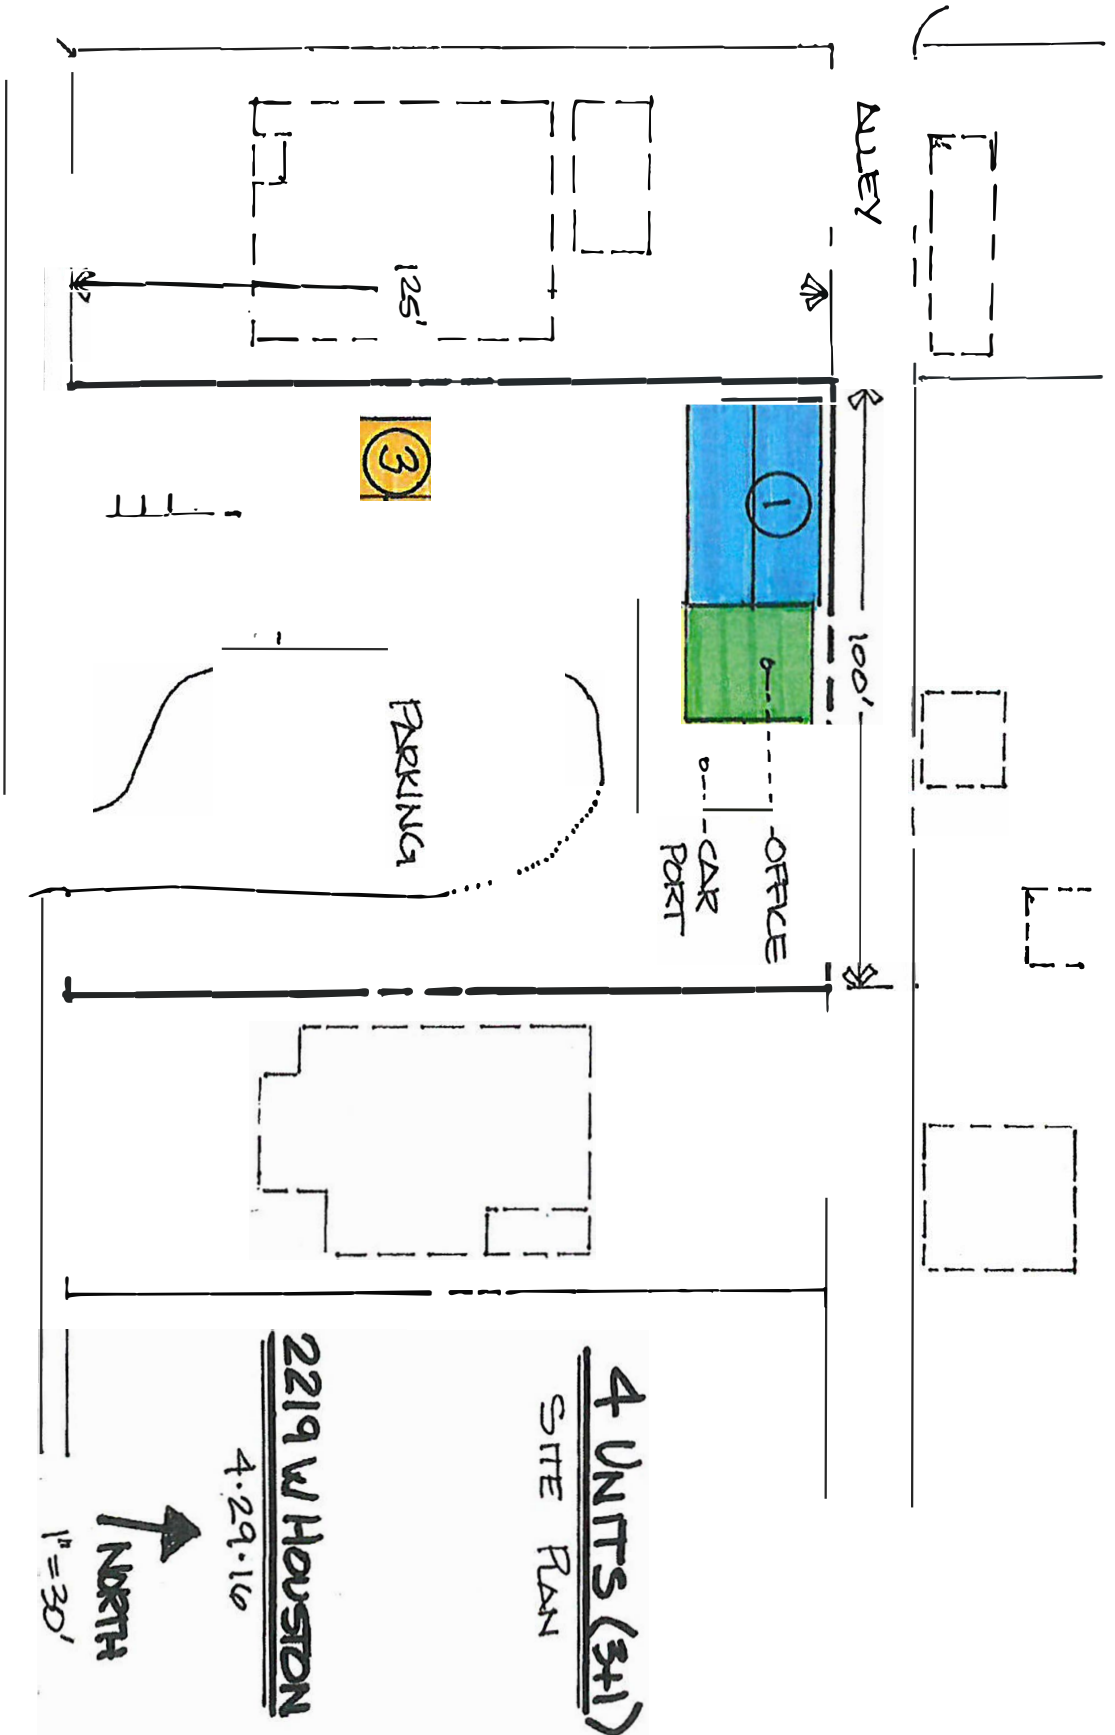 ALLEY
125'
3
1
100'
OFFICE
CAR
PORT
PARKING
4 UNITS (3+1)
SITE PLAN
2219 W HOUSTON
4.29.16
NORTH
1" = 30'